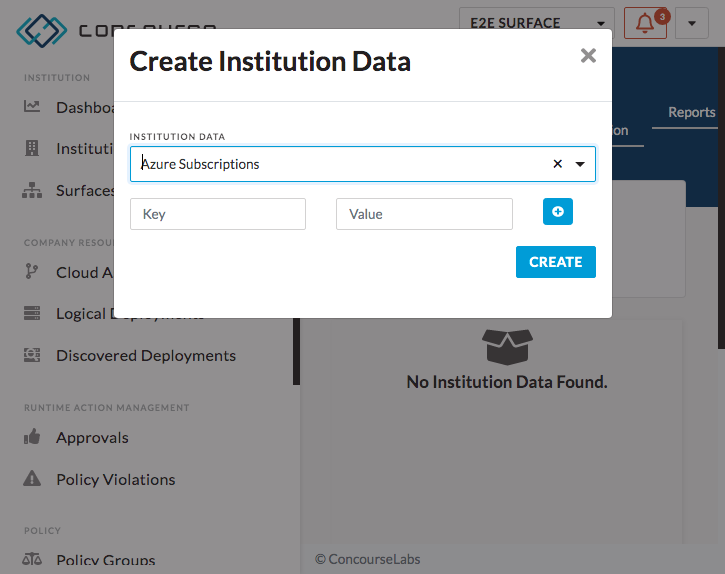 E2E SURFACE
3
INSTITUTION
Dashbo
Instituti
Surfaces
COMPANY RESOU
Cloud A
Logical Deployments
Discovered Deployments
RUNTIME ACTION MANAGEMENT
Approvals
Policy Violations
POLICY
Policy Groups
Create Institution Data
INSTITUTION DATA
Azure Subscriptions
Key
Value
CREATE
Reports
ion
No Institution Data Found.
© ConcourseLabs